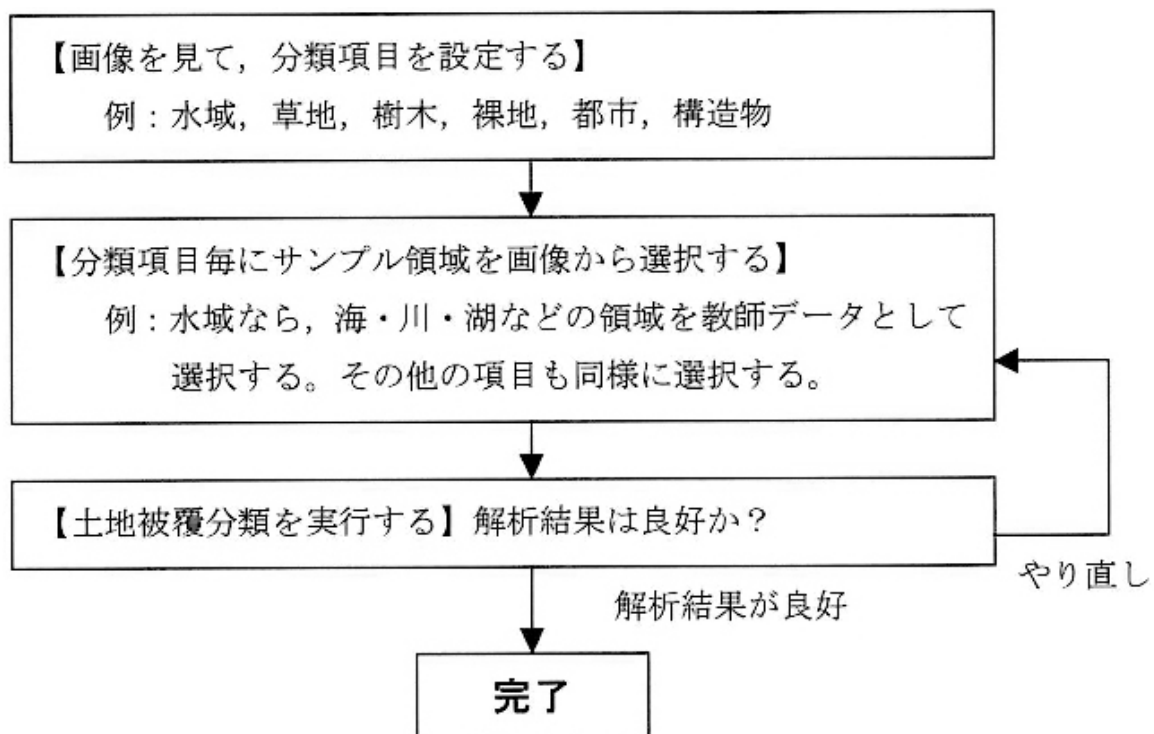 【画像を見て，分類項目を設定する】
例：水域，草地，樹木，裸地，都市，構造物
【分類項目毎にサンプル領域を画像から選択する】
例：水域なら，海・川・湖などの領域を教師データとして
選択する。その他の項目も同様に選択する。
【土地被覆分類を実行する】解析結果は良好か？
やり直し
解析結果が良好
完了